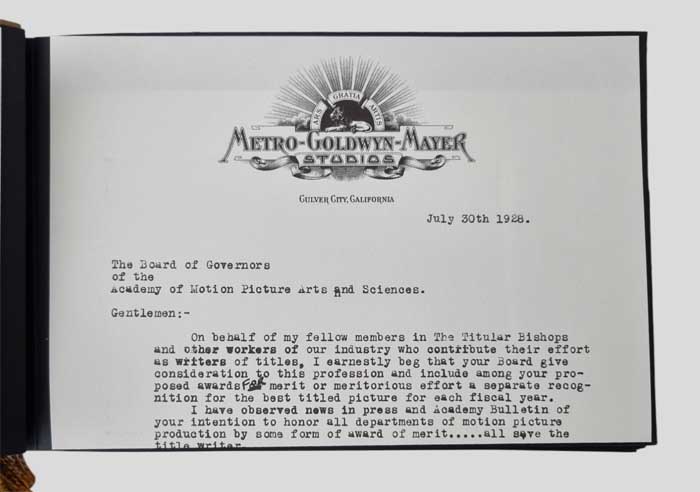 ARS GRATIA ARTIS
METRO-GOLDWYN-MAYER
STUDIOS
CULVER CITY, CALIFORNIA
July 30th 1928.
The Board of Governors
of the
Academy of Motion Picture Arts and Sciences.
Gentlemen:-
On behalf of my fellow members in The Titular Bishops
and other workers of our industry who contribute their effort
as writers of titles, I earnestly beg that your Board give
consideration to this profession and include among your pro-
posed awards FOR merit or meritorious effort a separate recog-
nition for the best titled picture for each fiscal year.
I have observed news in press and Academy Bulletin of
your intention to honor all departments of motion picture
production by some form of award of merit.....all save the
title writer.